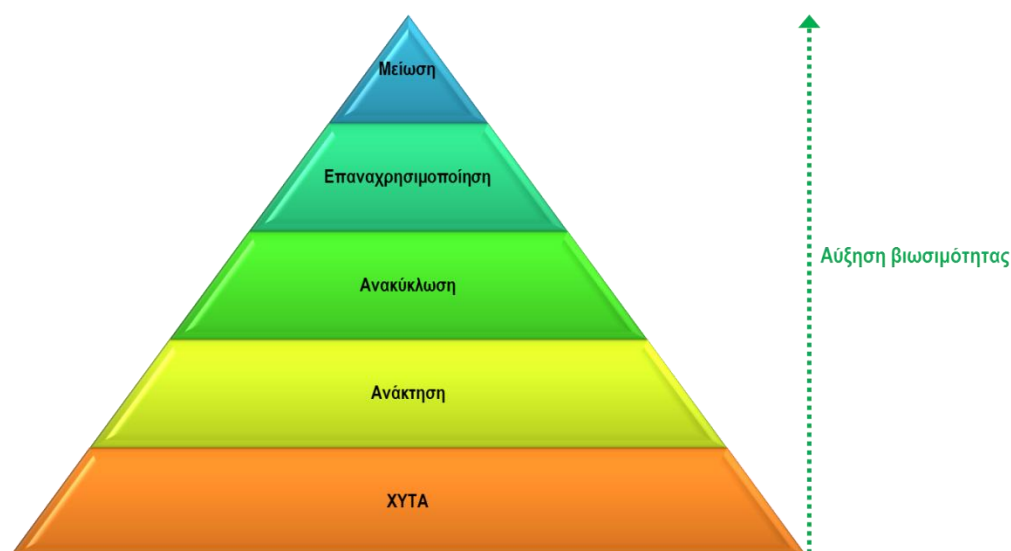 Μείωση
Επαναχρησιμοποίηση
Ανακύκλωση
Ανάκτηση
ΧΥΤΑ
Αύξηση βιωσιμότητας